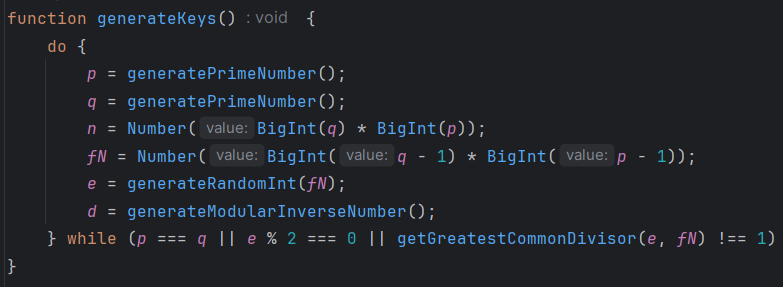 function generateKeys() : void {
    do {
        p = generatePrimeNumber();
        q = generatePrimeNumber();
        n = Number( value: BigInt(q) * BigInt(p));
        fN = Number( value: BigInt( value: q - 1) * BigInt( value: p - 1));
        e = generateRandomInt(fN);
        d = generateModularInverseNumber();
    } while (p === q || e % 2 === 0 || getGreatestCommonDivisor(e, fN) !== 1)
}